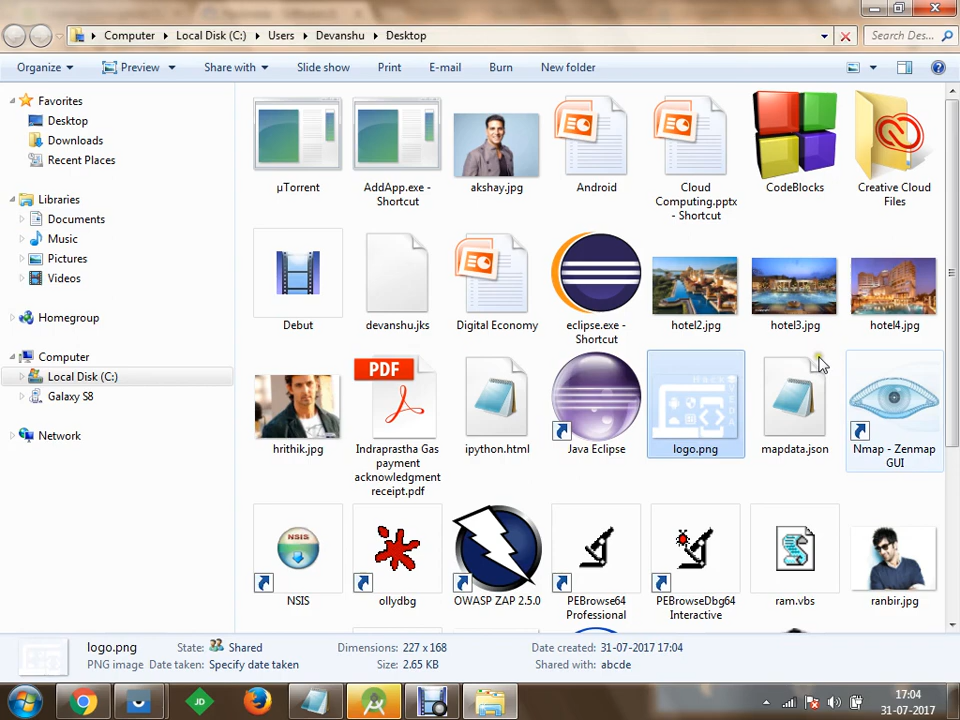 Computer
Local Disk (C:)
Users
Devanshu
Desktop
Search Des...
Organize
Preview
Share with
Slide show
Print
E-mail
Burn
New folder
Favorites
Desktop
Downloads
Recent Places
Libraries
Documents
Music
Pictures
Videos
Homegroup
Computer
Local Disk (C:)
Galaxy S8
Network
µTorrent
AddApp.exe -
Shortcut
akshay.jpg
Android
Cloud
Computing.pptx
- Shortcut
CodeBlocks
Creative Cloud
Files
Debut
devanshu.jks
Digital Economy
eclipse.exe -
Shortcut
hotel2.jpg
hotel3.jpg
hotel4.jpg
hrithik.jpg
PDF
Indraprastha Gas
payment
acknowledgment
receipt.pdf
ipython.html
Java Eclipse
logo.png
mapdata.json
Nmap - Zenmap
GUI
NSIS
NSIS
ollydbg
OWASP ZAP 2.5.0
PEBrowse64
Professional
PEBrowseDbg64
Interactive
ram.vbs
ranbir.jpg
logo.png
State:
Shared
Dimensions: 227 x 168
Date created: 31-07-2017 17:04
PNG image
Date taken: Specify date taken
Size: 2.65 KB
Shared with: abcde
JD
17:04
31-07-2017